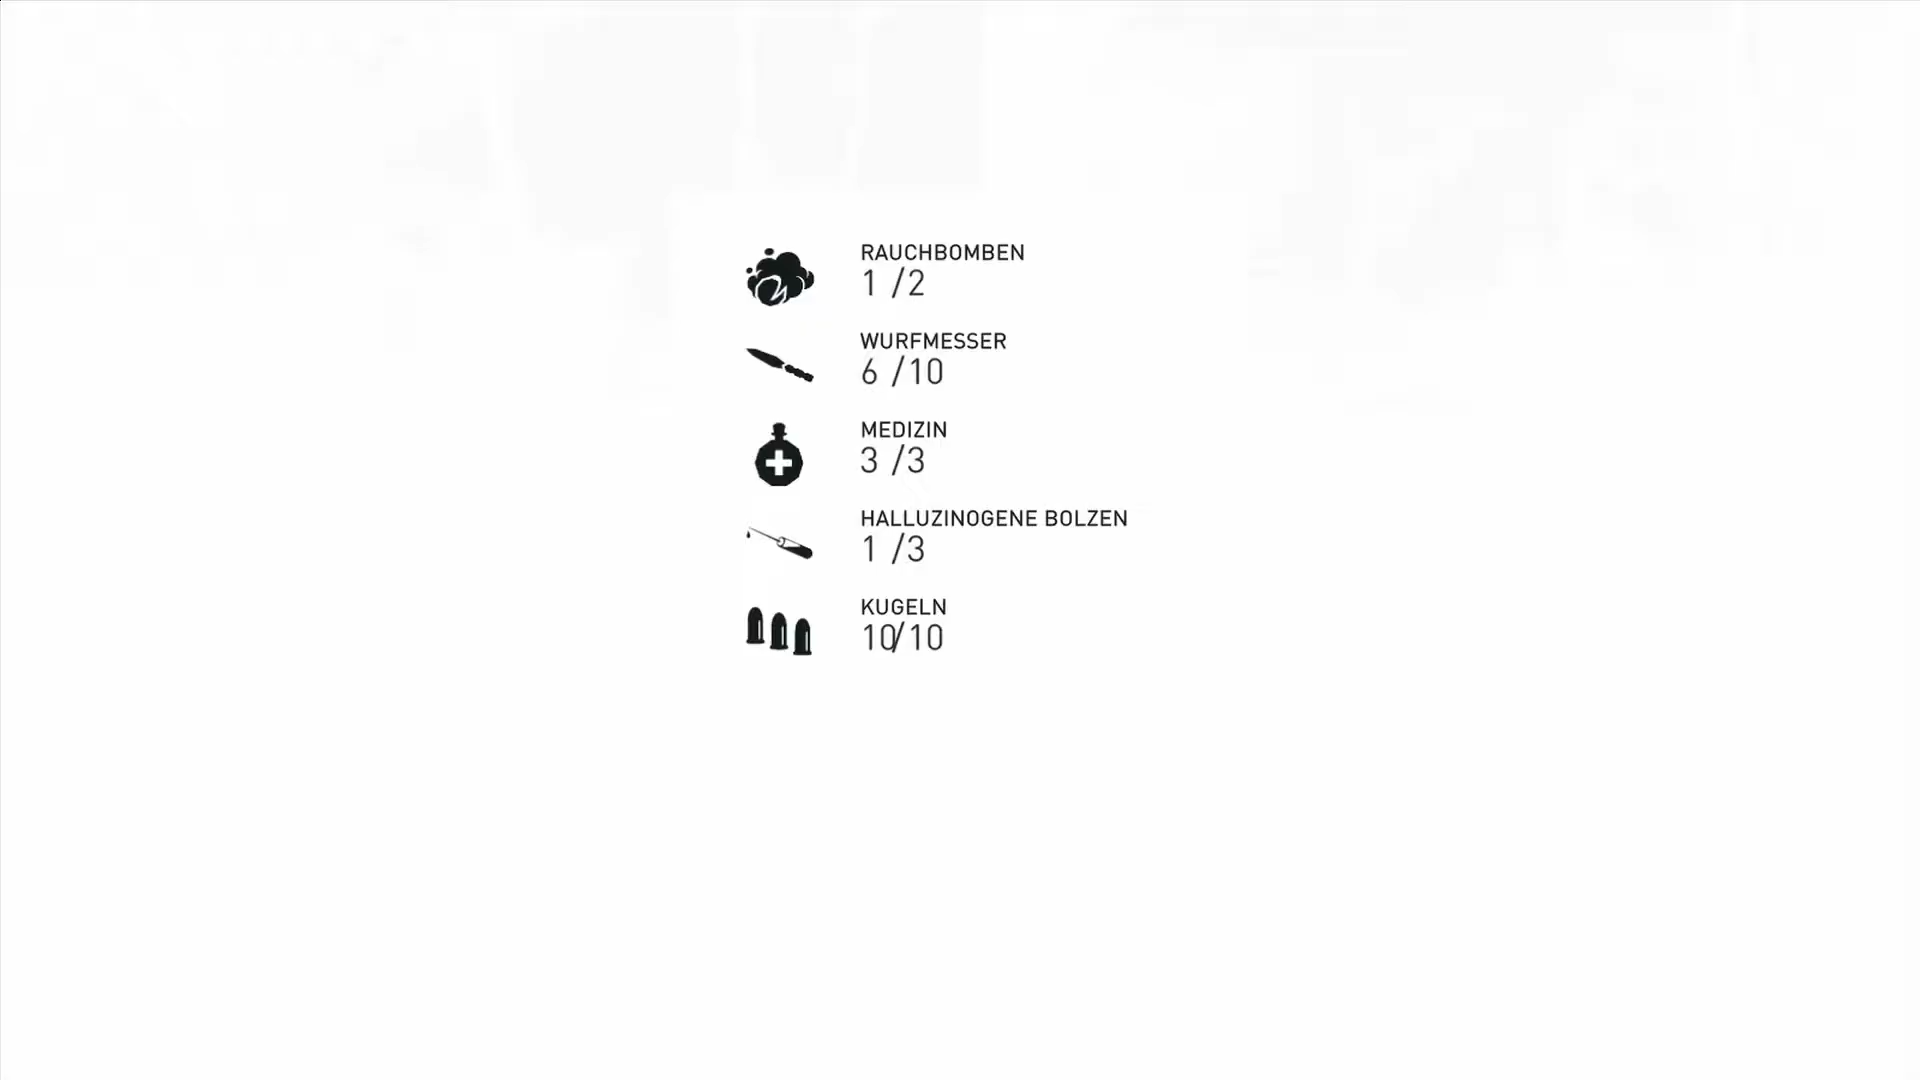 RAUCHBOMBEN
1 /2
WURFMESSER
6 /10
MEDIZIN
3 /3
HALLUZINOGENE BOLZEN
1 /3
KUGELN
10/10